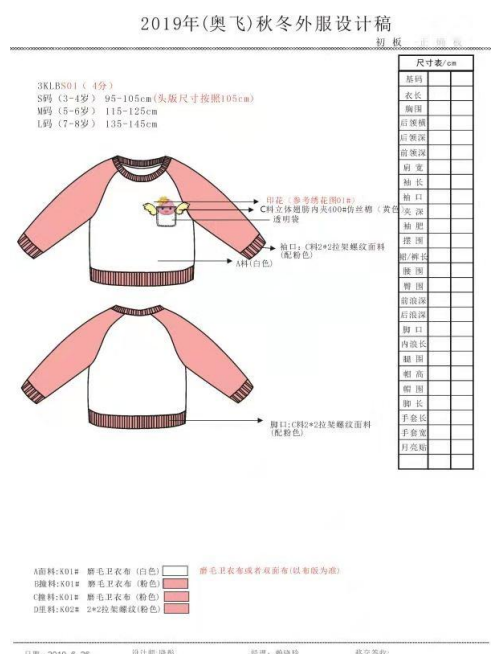 2019年(奥飞)秋冬外服设计稿
初 板
尺寸表/cm
3KLBS01（ 4分）
S码（3-4岁） 95-105cm(头版尺寸按照105cm)
M码（5-6岁） 115-125cm
L码（7-8岁） 135-145cm
基码
衣长
胸围
后领横
后领深
前领深
肩 宽
袖 长
袖 口
夹 深
袖 肥
摆 围
裙/裤长
腰 围
臀 围
前浪深
后浪深
脚 口
内浪长
腿 围
帽 高
帽 围
脚 长
手套长
手套宽
月亮贴
印花（参考绣花图01#）
C料立体翅膀内夹400#仿丝棉（黄色）
透明袋
袖口：C料2*2拉架螺纹面料
(配粉色)
A料(白色)
脚口:C料2*2拉架螺纹面料
(配粉色)
A面料:K01# 磨毛卫衣布 (白色)
磨毛卫衣布或者双面布(以布版为准)
B撞料:K01# 磨毛卫衣布 (粉色)
C撞料:K01# 磨毛卫衣布 (粉色)
D里料:K02# 2*2拉架螺纹(粉色)